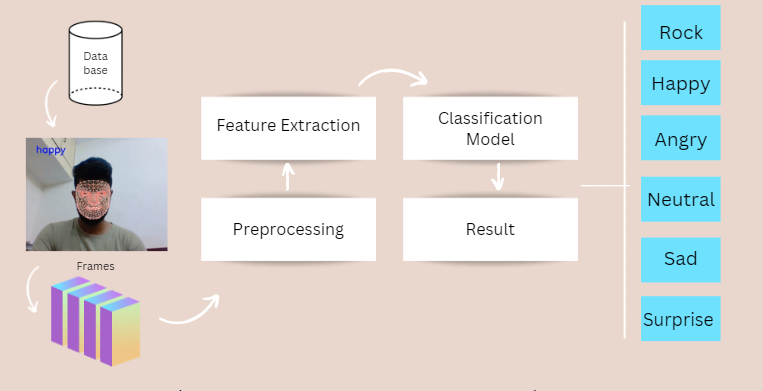 Data
base
happy
Frames
Feature Extraction
Preprocessing
Classification
Model
Result
Rock
Happy
Angry
Neutral
Sad
Surprise